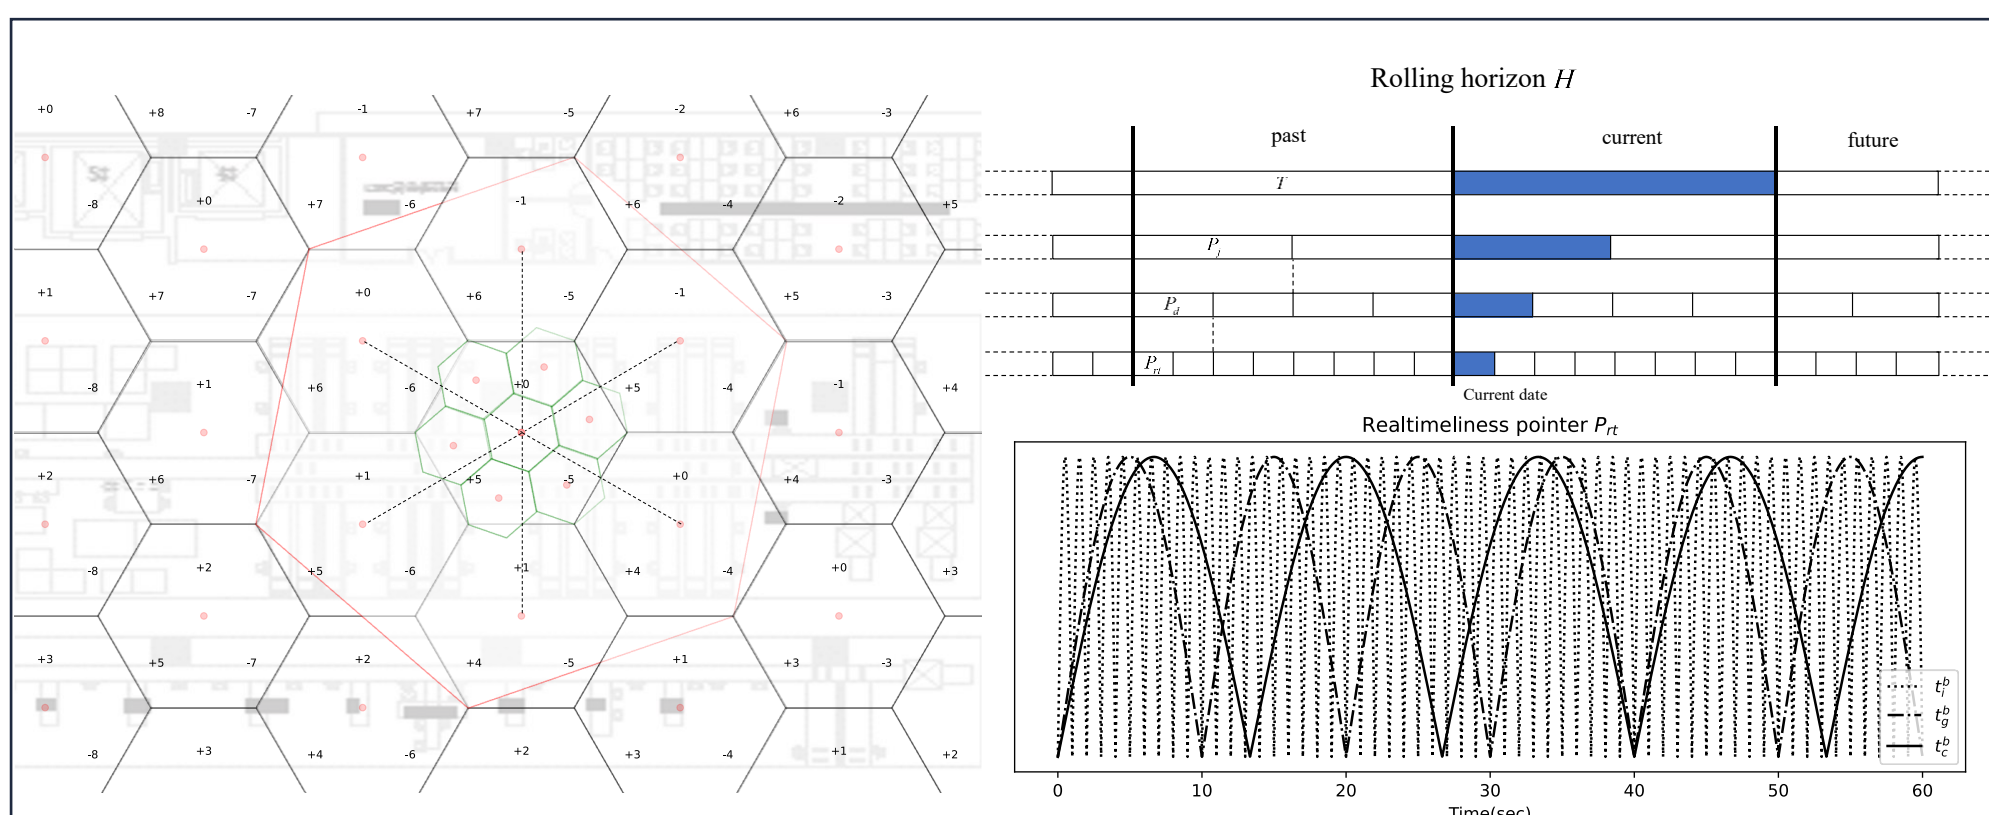 +0 +8 -7 -1 +7 -5 -2 +6 -3
-8 +0 +7 -6 -1 +6 -4 -2 +5
+1 +7 -7 +0 +6 -5 -1 +5 -3
-8 +1 +6 -6 +0 +5 -4 -1 +4
+2 +6 -7 +1 +5 -5 +0 +4 -3
-8 +2 +5 -6 +1 +4 -4 +0 +3
+3 +5 -7 +2 +4 -5 +1 +3 -3
-8 +3 +4 -6 +2 +3 -4 +1 +2
Rolling horizon H
past current future
T
P_j
P_d
P_rt
Current date
Realtimeliness pointer P_rt
t_i^b
t_g^b
t_c^b
0 10 20 30 40 50 60
Time(sec)